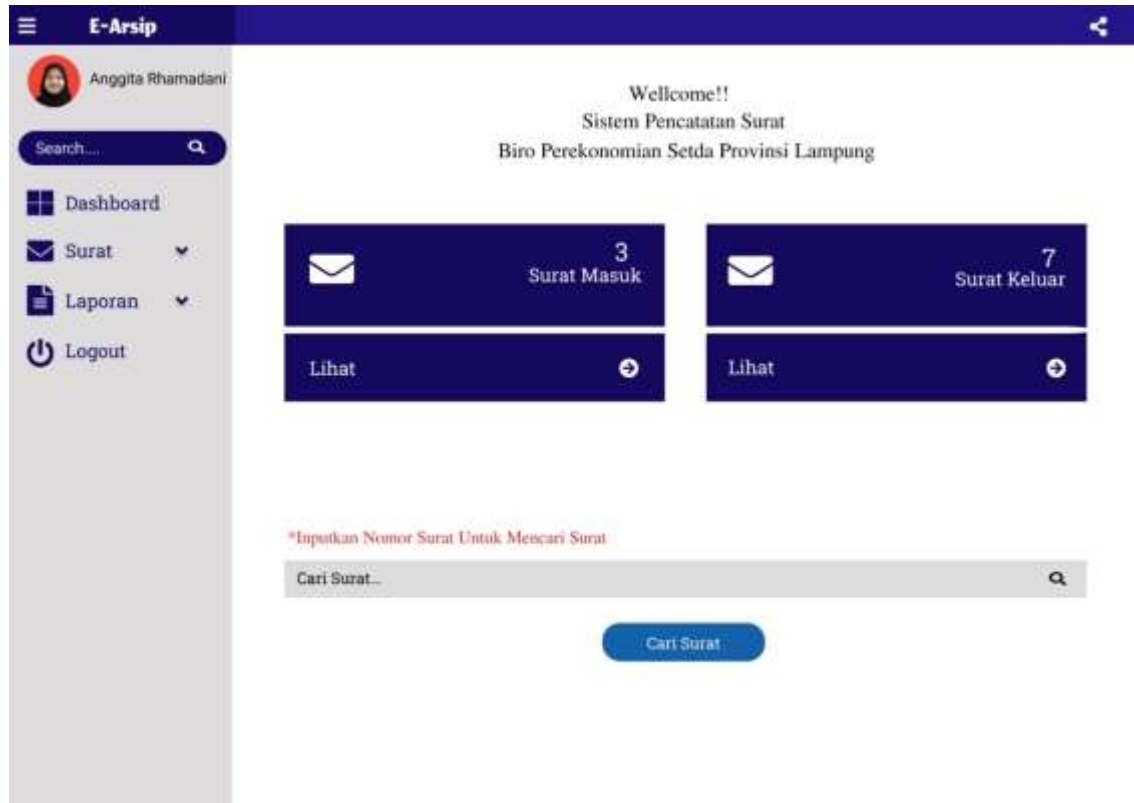 E-Arsip
Anggita Rhamadani
Search....
Dashboard
Surat
Laporan
Logout
Wellcome!!
Sistem Pencatatan Surat
Biro Perekonomian Setda Provinsi Lampung
3
Surat Masuk
Lihat
7
Surat Keluar
Lihat
*Inputkan Nomor Surat Untuk Mencari Surat
Cari Surat...
Cari Surat